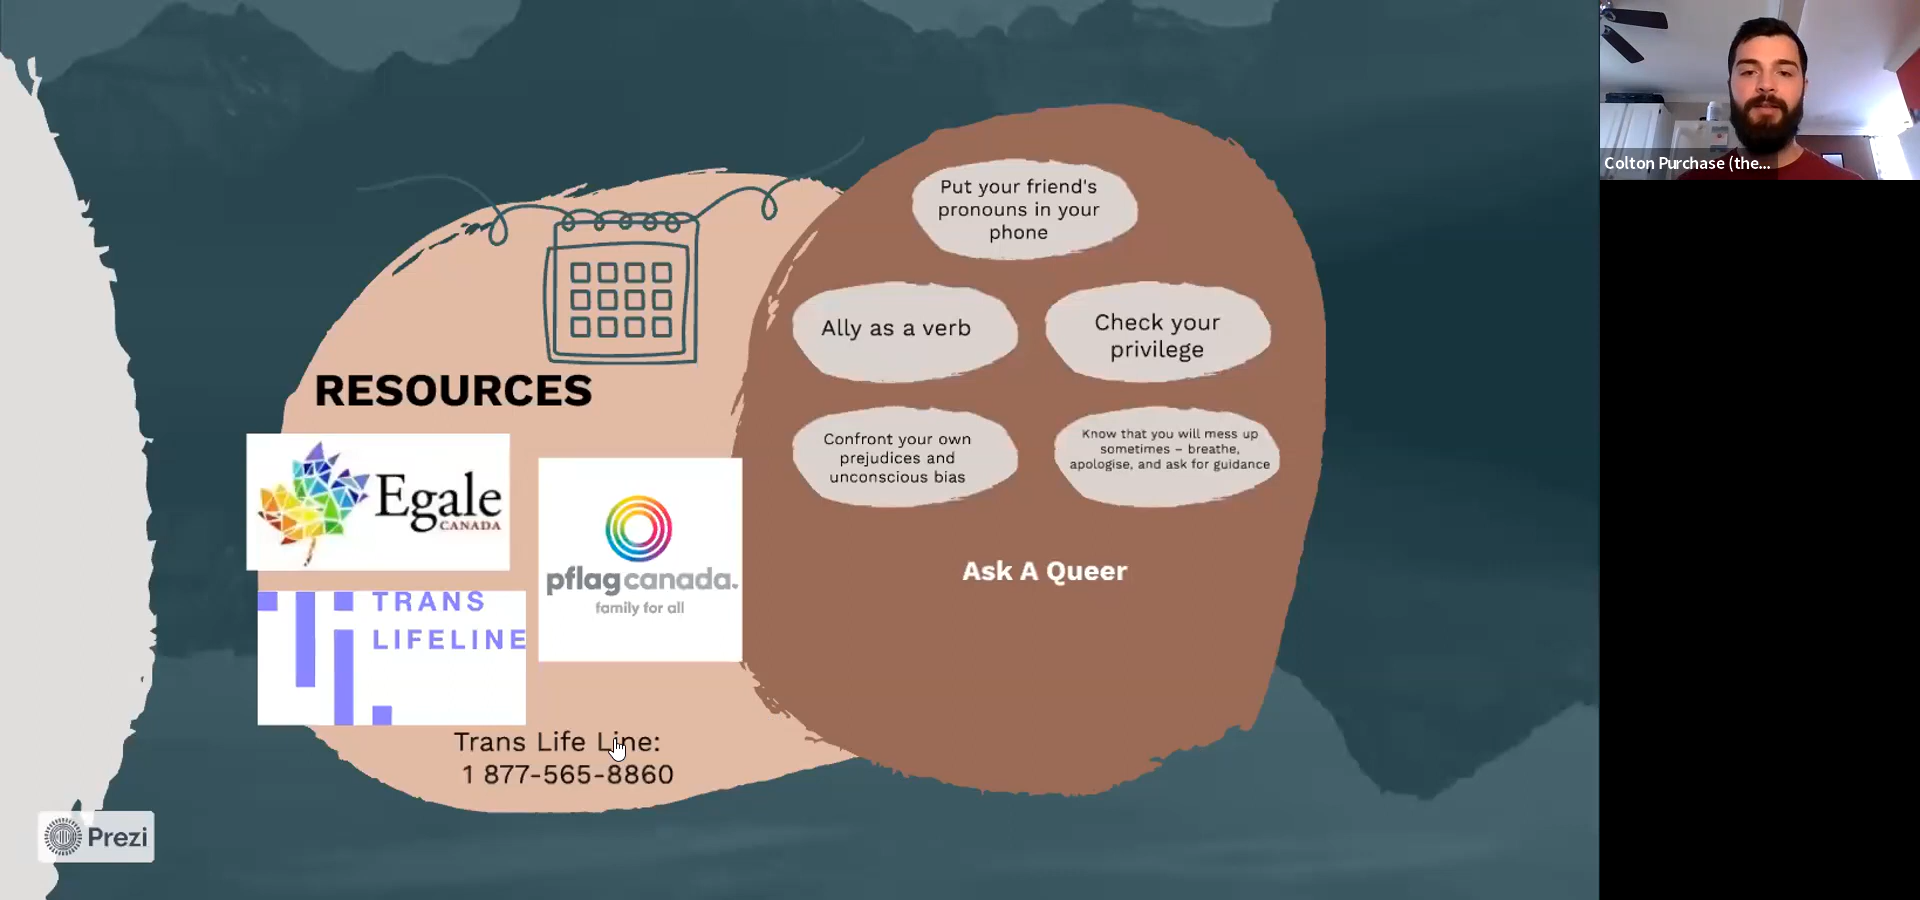 RESOURCES
Egale
CANADA
pflag canada.
family for all
TRANS
LIFELINE
Trans Life Line:
1 877-565-8860
Put your friend's
pronouns in your
phone
Ally as a verb
Check your
privilege
Confront your own
prejudices and
unconscious bias
Know that you will mess up
sometimes – breathe,
apologise, and ask for guidance
Ask A Queer
Prezi
Colton Purchase (the...